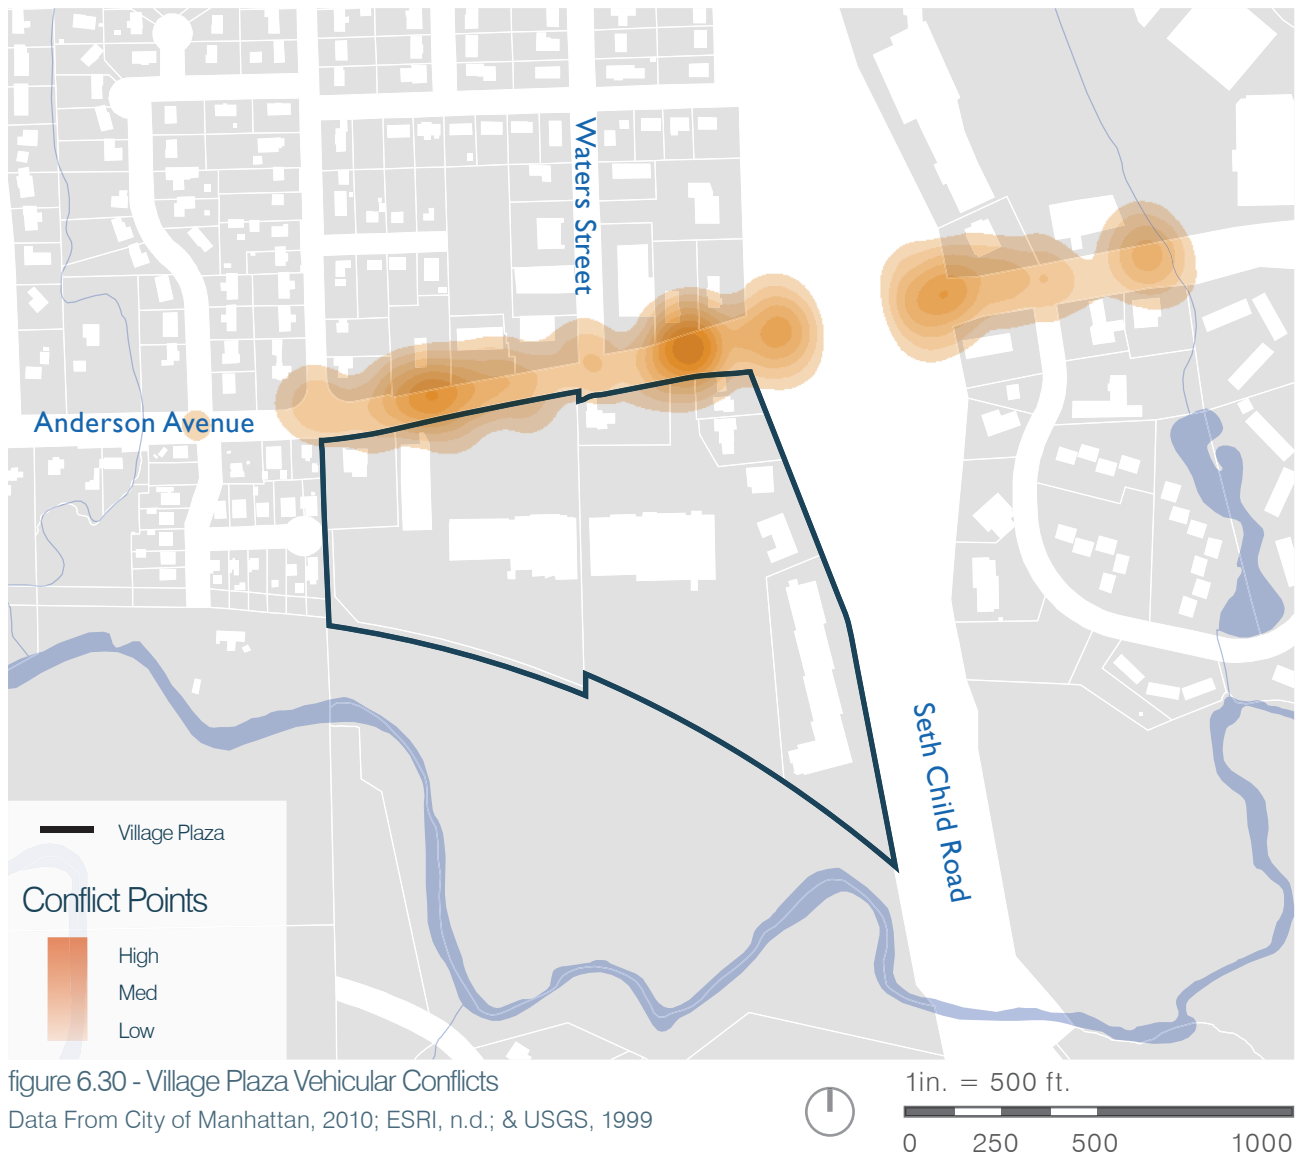 Waters Street
Anderson Avenue
Seth Child Road
Village Plaza
Conflict Points
High
Med
Low
figure 6.30 - Village Plaza Vehicular Conflicts
Data From City of Manhattan, 2010; ESRI, n.d.; & USGS, 1999
1in. = 500 ft.
0 250 500 1000